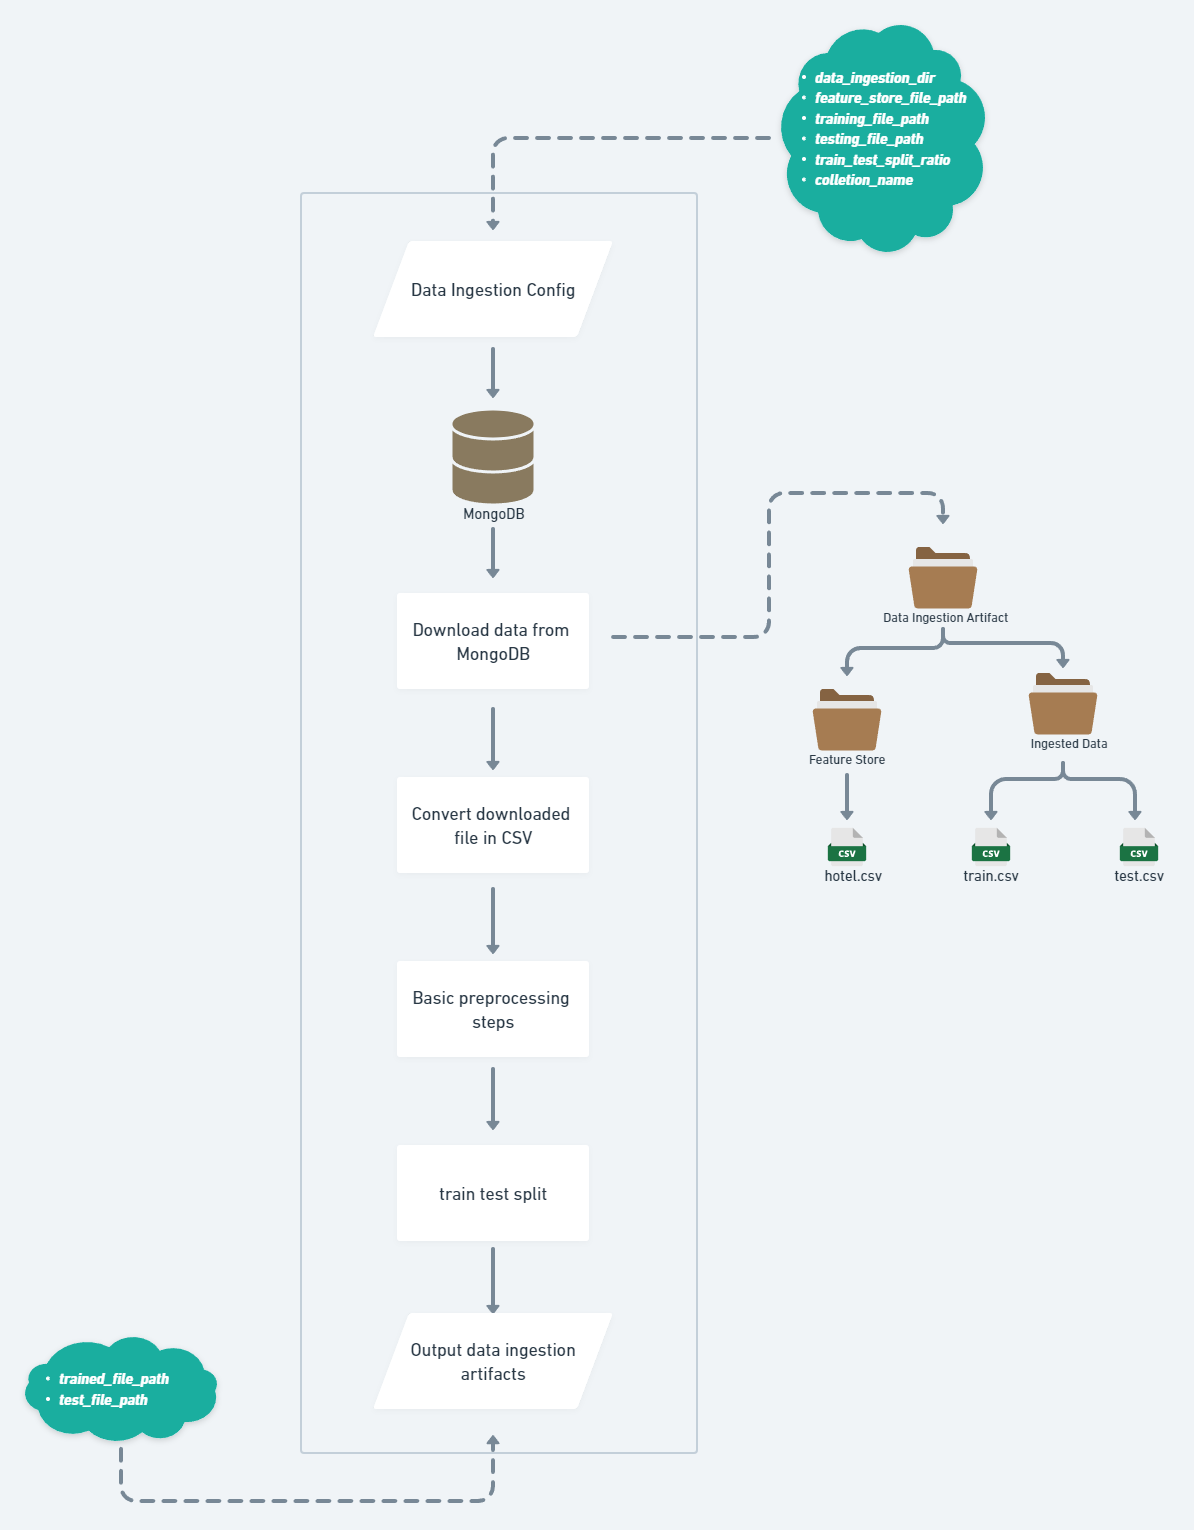 data_ingestion_dir
feature_store_file_path
training_file_path
testing_file_path
train_test_split_ratio
colletion_name
Data Ingestion Config
MongoDB
Download data from
MongoDB
Data Ingestion Artifact
Feature Store
Ingested Data
Convert downloaded
file in CSV
CSV
CSV
CSV
hotel.csv
train.csv
test.csv
Basic preprocessing
steps
train test split
Output data ingestion
artifacts
trained_file_path
test_file_path